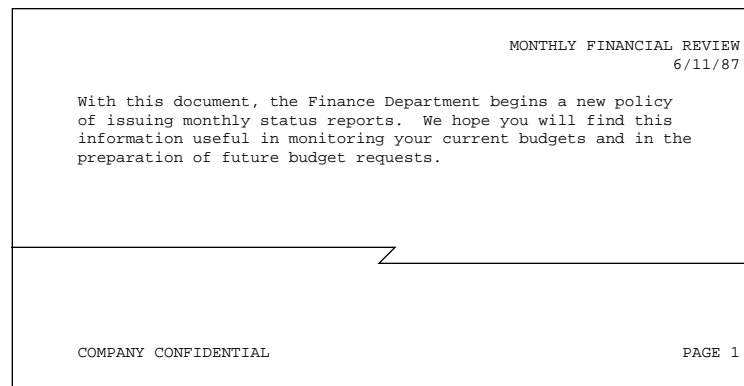 MONTHLY FINANCIAL REVIEW
6/11/87
With this document, the Finance Department begins a new policy
of issuing monthly status reports.  We hope you will find this
information useful in monitoring your current budgets and in the
preparation of future budget requests.
COMPANY CONFIDENTIAL PAGE 1